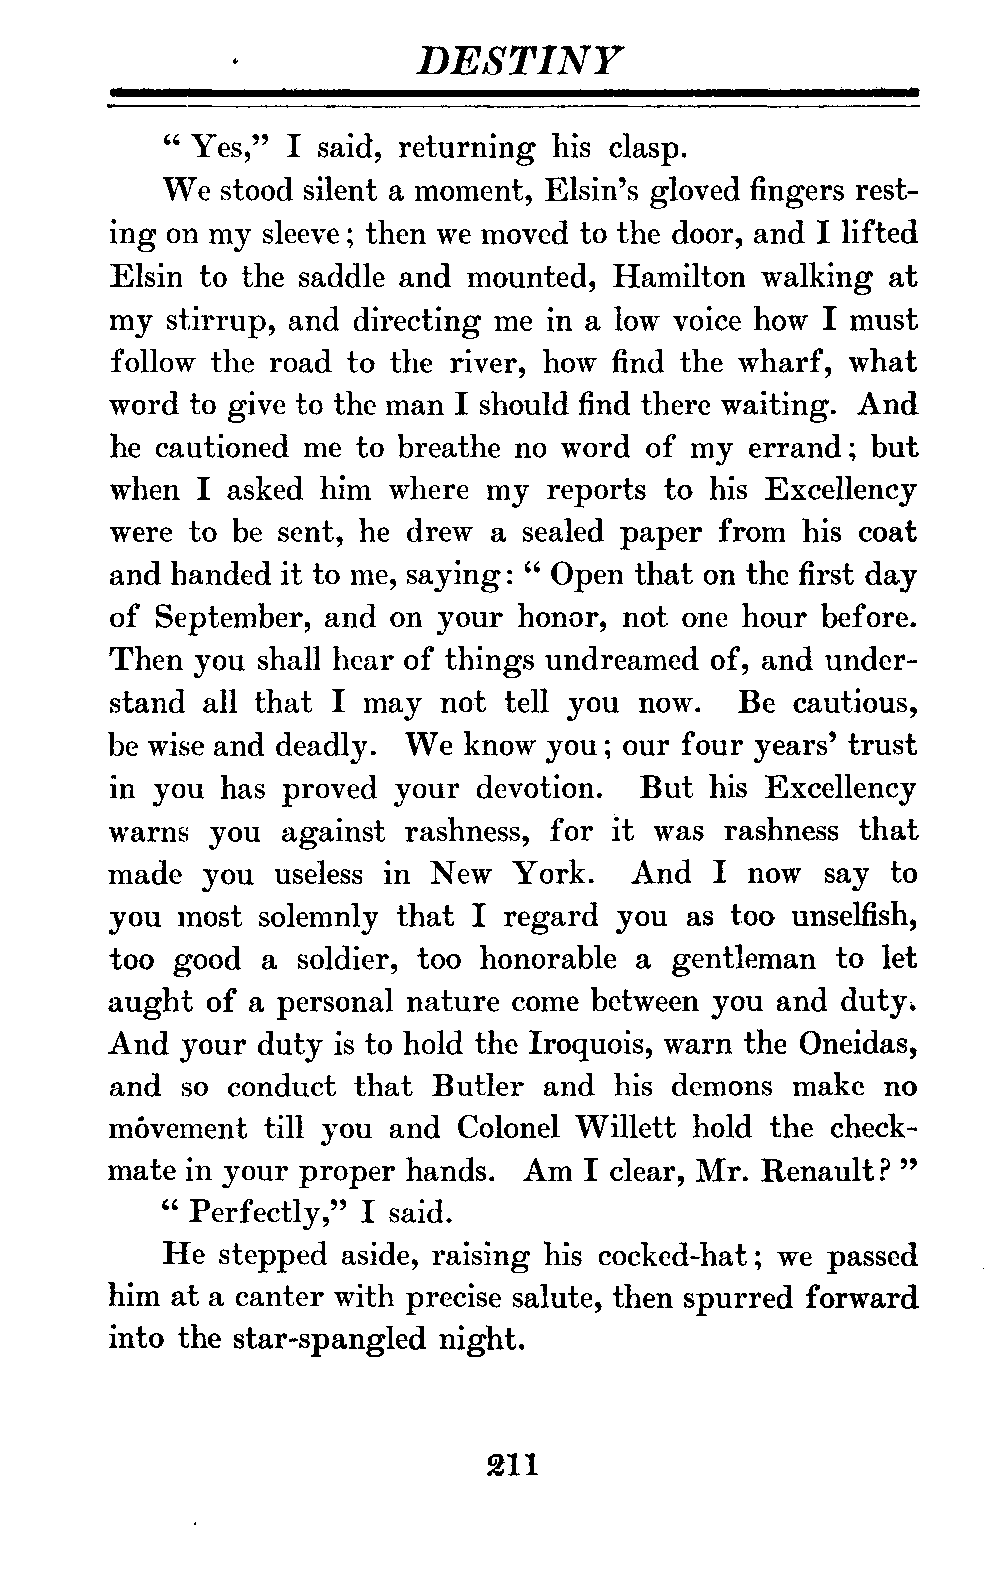 DESTINY
“ Yes,” I said, returning his clasp.
We stood silent a moment, Elsin’s gloved fingers rest-
ing on my sleeve; then we moved to the door, and I lifted
Elsin to the saddle and mounted, Hamilton walking at
my stirrup, and directing me in a low voice how I must
follow the road to the river, how find the wharf, what
word to give to the man I should find there waiting. And
he cautioned me to breathe no word of my errand; but
when I asked him where my reports to his Excellency
were to be sent, he drew a sealed paper from his coat
and handed it to me, saying: “ Open that on the first day
of September, and on your honor, not one hour before.
Then you shall hear of things undreamed of, and under-
stand all that I may not tell you now. Be cautious,
be wise and deadly. We know you; our four years’ trust
in you has proved your devotion. But his Excellency
warns you against rashness, for it was rashness that
made you useless in New York. And I now say to
you most solemnly that I regard you as too unselfish,
too good a soldier, too honorable a gentleman to let
aught of a personal nature come between you and duty.
And your duty is to hold the Iroquois, warn the Oneidas,
and so conduct that Butler and his demons make no
movement till you and Colonel Willett hold the check-
mate in your proper hands. Am I clear, Mr. Renault? ”
“ Perfectly,” I said.
He stepped aside, raising his cocked-hat; we passed
him at a canter with precise salute, then spurred forward
into the star-spangled night.
211